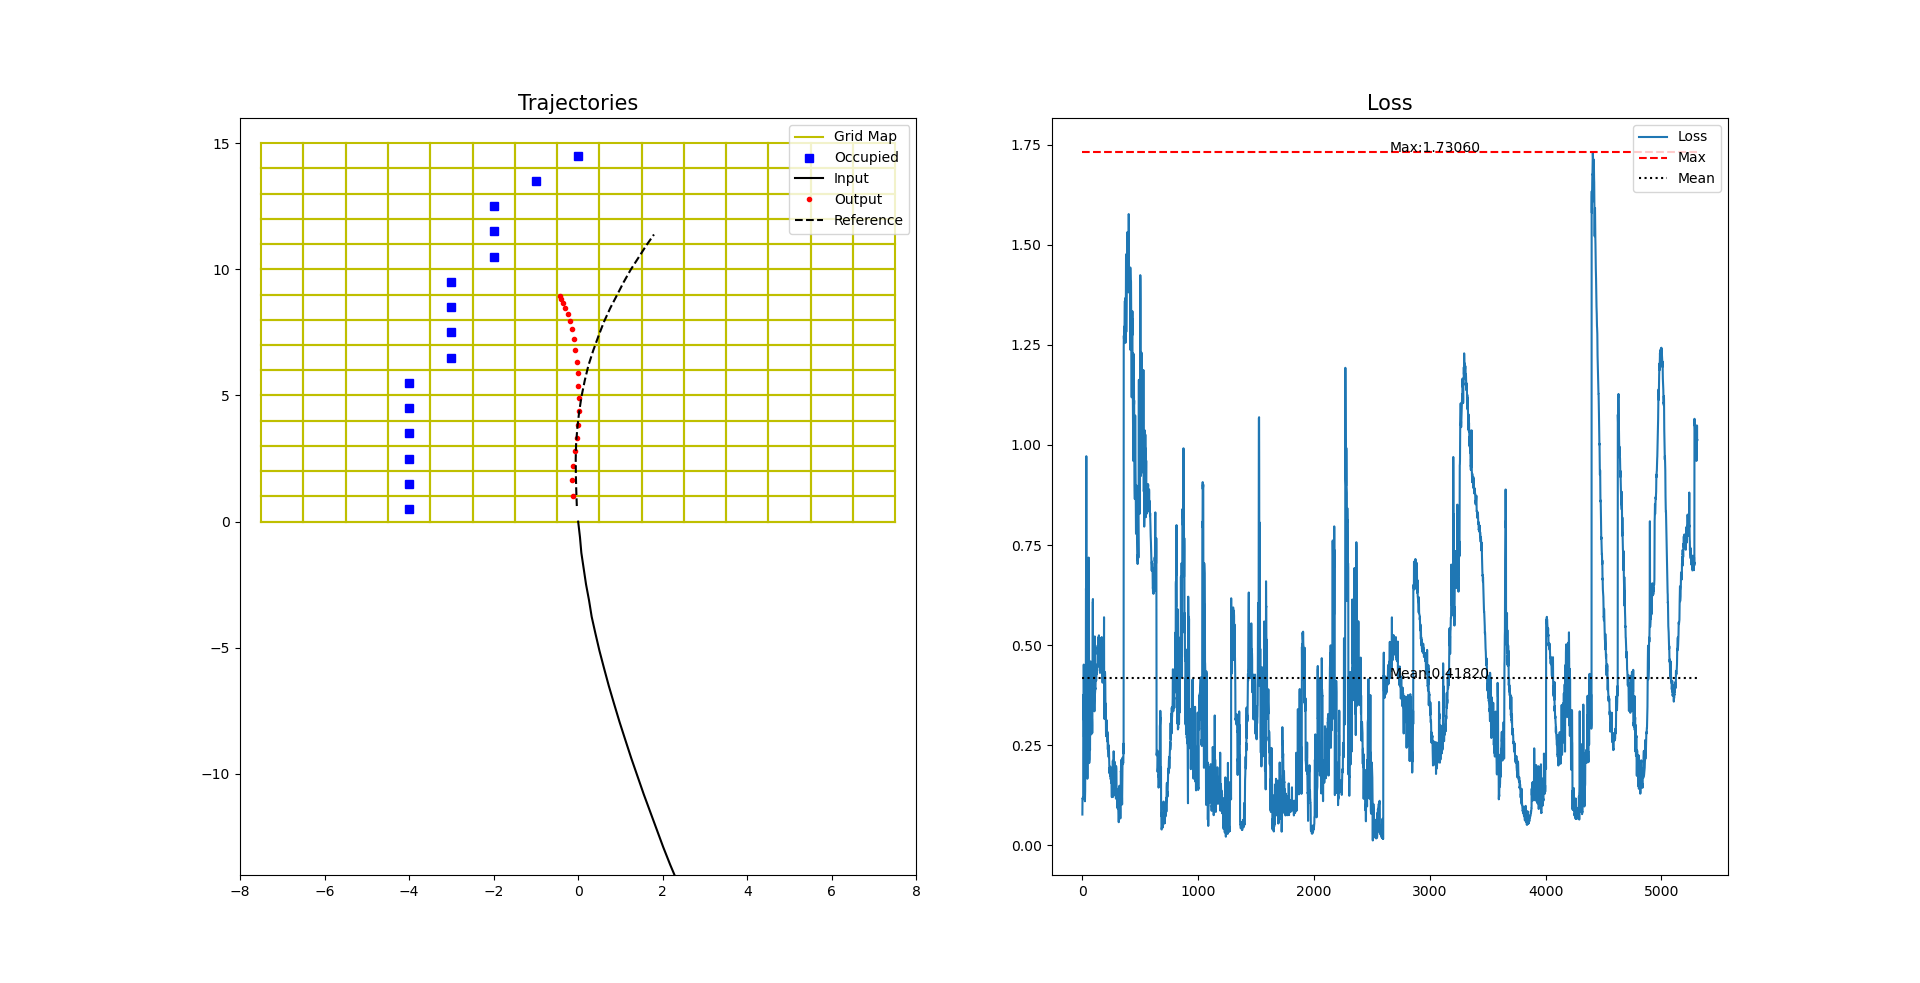 Trajectories
15
10
5
0
−5
−10
−8
−6
−4
−2
0
2
4
6
8
Grid Map
Occupied
Input
Output
Reference
Loss
1.75
1.50
1.25
1.00
0.75
0.50
0.25
0.00
0
1000
2000
3000
4000
5000
Max:1.73060
Mean:0.41820
Loss
Max
Mean